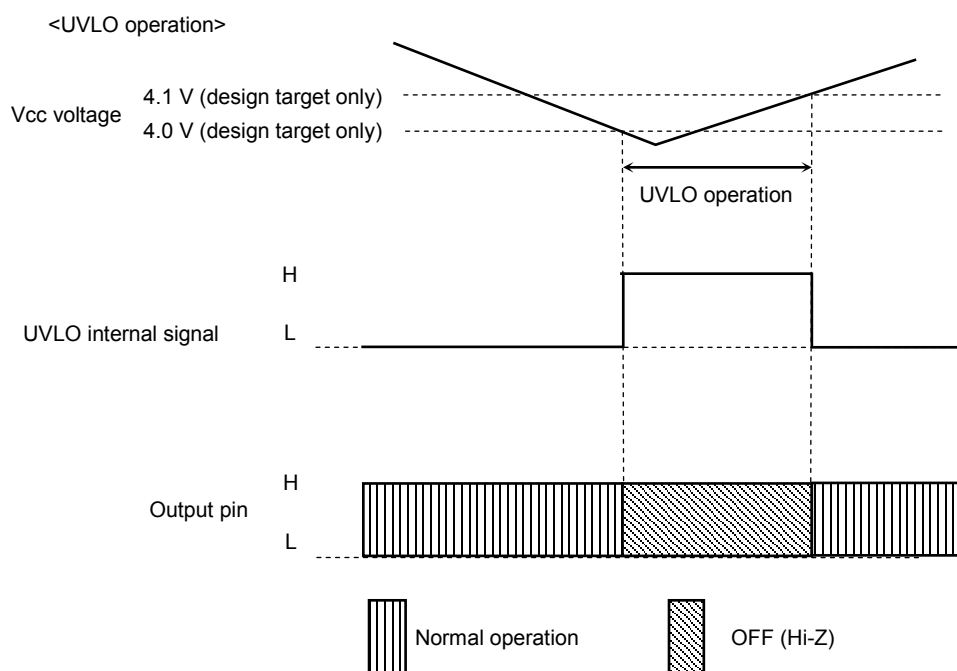 <UVLO operation>
Vcc voltage
4.1 V (design target only)
4.0 V (design target only)
UVLO operation
H
UVLO internal signal
L
H
Output pin
L
Normal operation
OFF (Hi-Z)